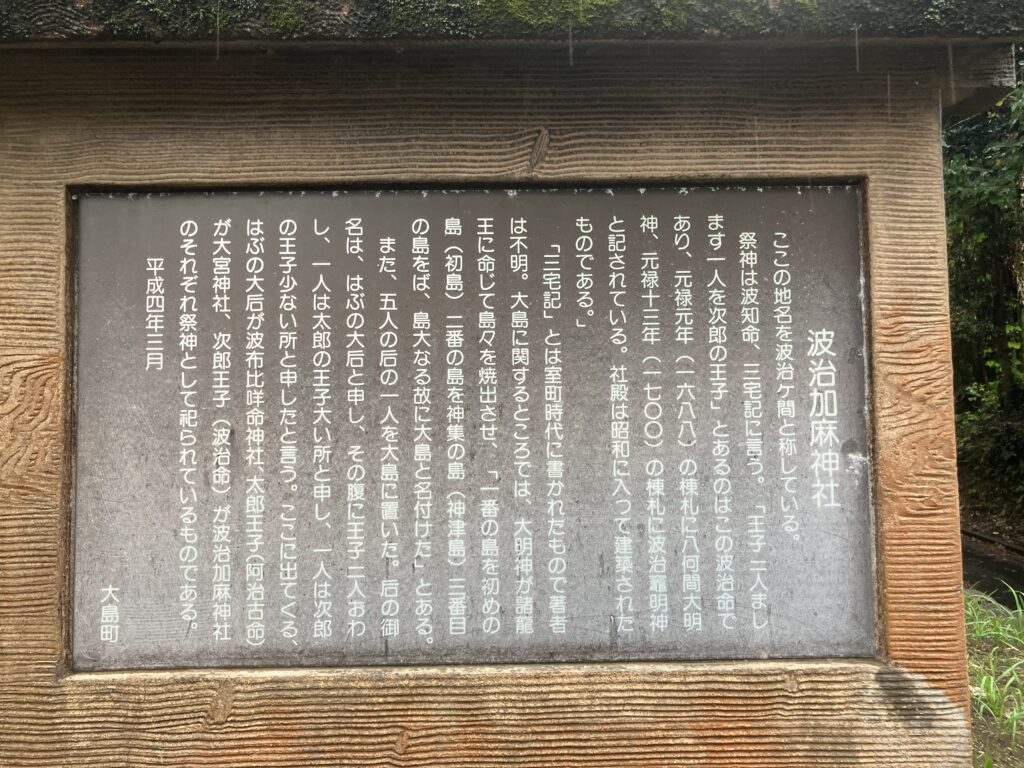 波治加麻神社
ここの地名を波治ケ間と称している。
祭神は波知命、三宅記に言う。「王子二人まし
ます一人を次郎の王子」とあるのはこの波治命で
あり、元禄元年(一六八八)の棟札に八何間大明
神、元禄十三年(一七〇〇)の棟札に波治竈明神
と記されている。社殿は昭和に入つて建築された
ものである。」
「三宅記」とは室町時代に書かれたもので著者
は不明。大島に関するところでは、大明神が諸龍
王に命じて島々を焼出させ、「一番の島を初めの
島(初島)二番の島を神集の島(神津島)三番目
の島をば、島大なる故に大島と名付けた」とある。
また、五人の后の一人を大島に置いた。后の御
名は、はぶの大后と申し、その腹に王子二人おわ
し、一人は太郎の王子大い所と申し、一人は次郎
の王子少ない所と申したと言う。ここに出てくる、
はぶの大后が波布比咩命神社、太郎王子(阿治古命)
が大宮神社、次郎王子(波治命)が波治加麻神社
のそれぞれ祭神として祀られているものである。
平成四年三月
大島町